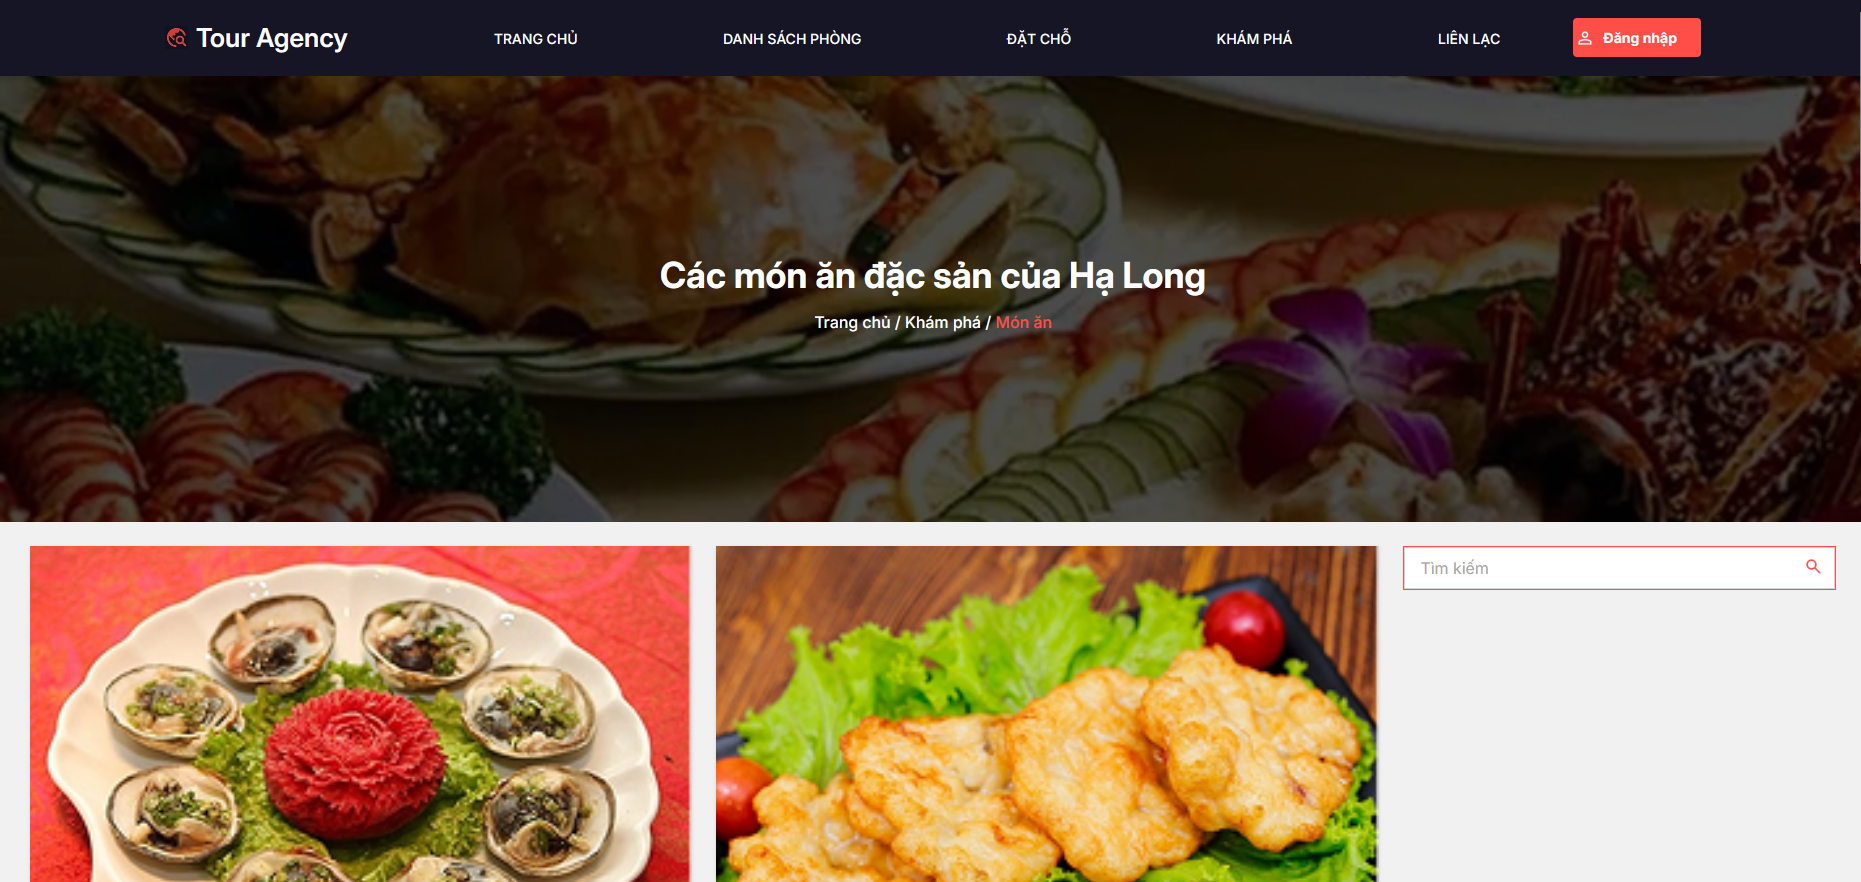 Tour Agency
TRANG CHỦ
DANH SÁCH PHÒNG
ĐẶT CHỖ
KHÁM PHÁ
LIÊN LẠC
Đăng nhập
Các món ăn đặc sản của Hạ Long
Trang chủ / Khám phá / Món ăn
Tìm kiếm